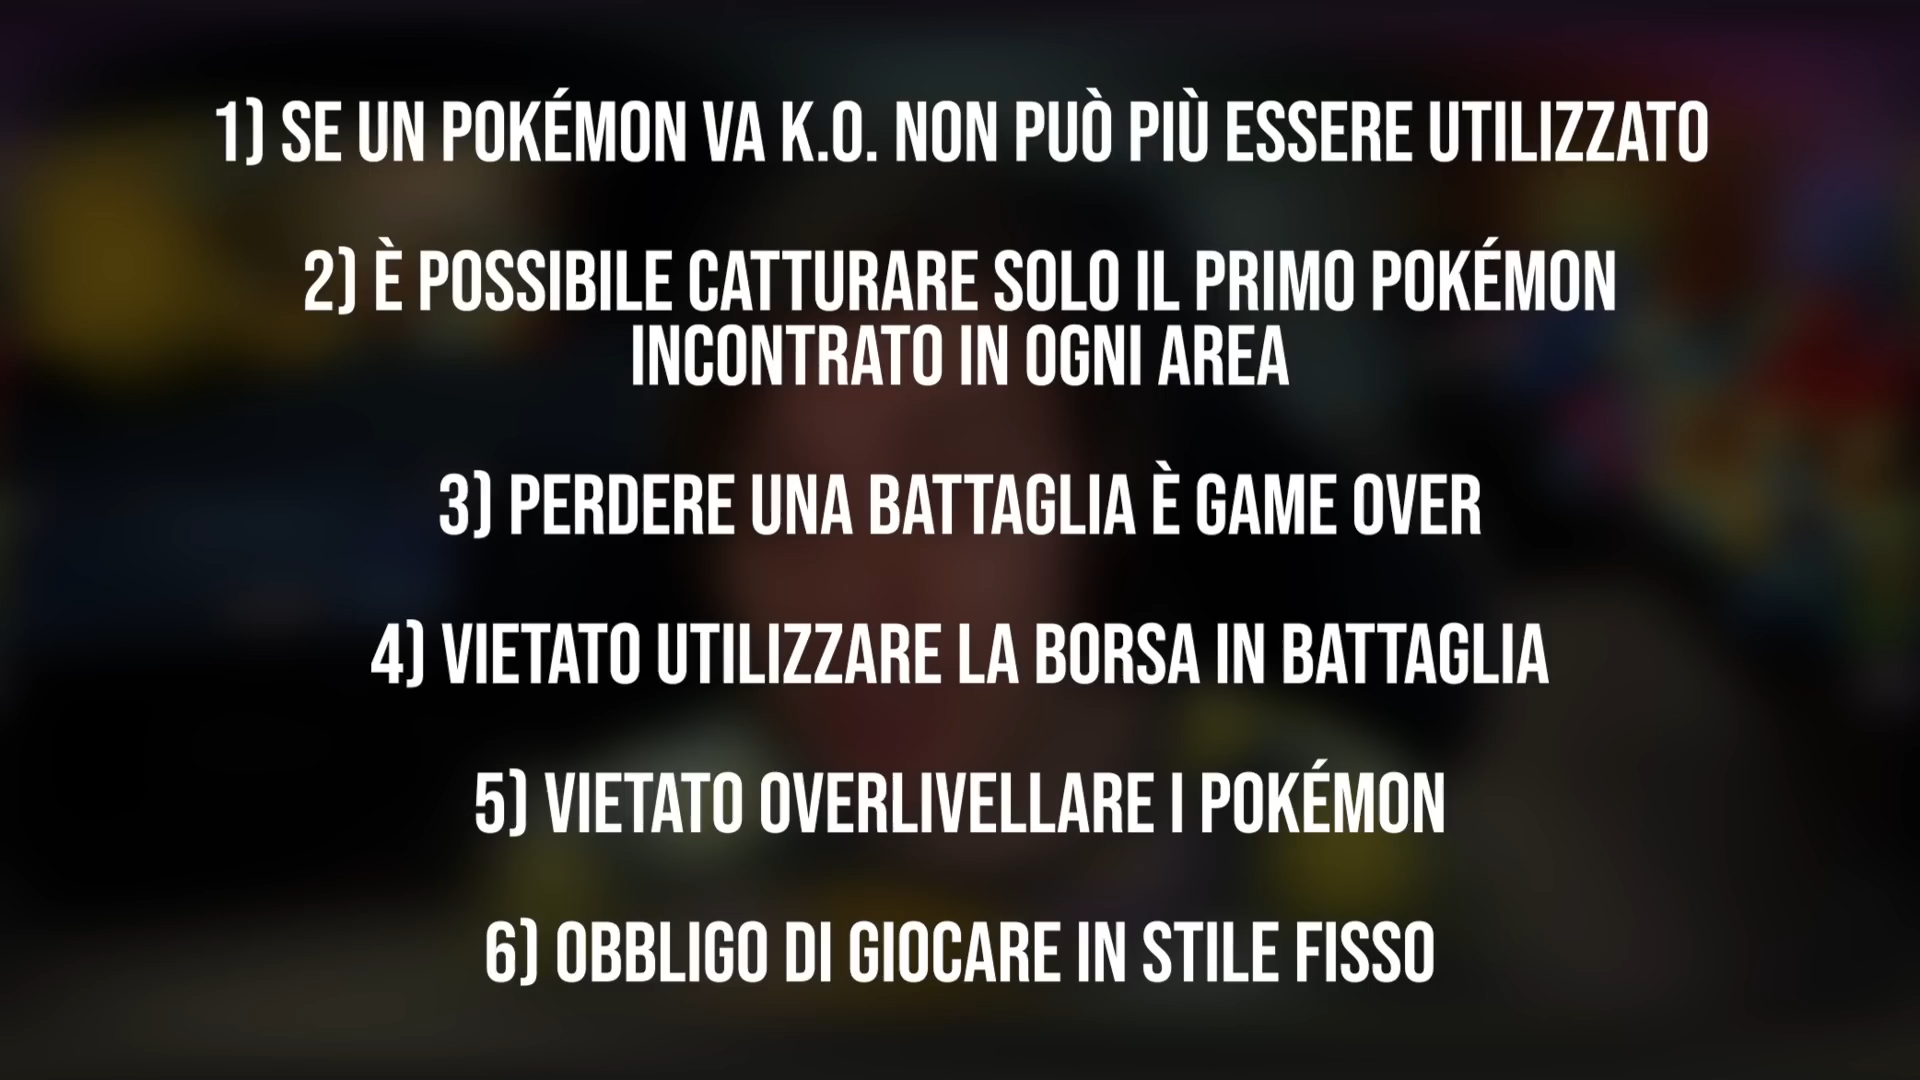 1) SE UN POKÉMON VA K.O. NON PUÒ PIÙ ESSERE UTILIZZATO
2) È POSSIBILE CATTURARE SOLO IL PRIMO POKÉMON
INCONTRATO IN OGNI AREA
3) PERDERE UNA BATTAGLIA È GAME OVER
4) VIETATO UTILIZZARE LA BORSA IN BATTAGLIA
5) VIETATO OVERLIVELLARE I POKÉMON
6) OBBLIGO DI GIOCARE IN STILE FISSO